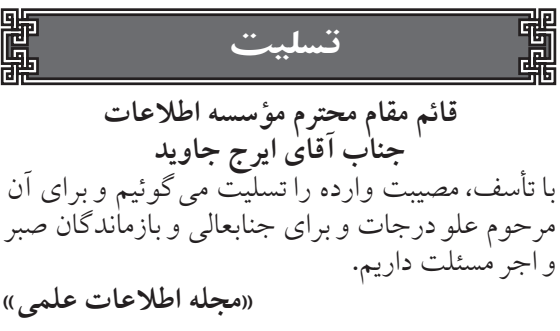 تسلیت
قائم مقام محترم مؤسسه اطلاعات
جناب آقای ایرج جاوید
با تأسف، مصیبت وارده را تسلیت می‌گوئیم و برای آن
مرحوم علو درجات و برای جنابعالی و بازماندگان صبر
و اجر مسئلت داریم.
«مجله اطلاعات علمی»